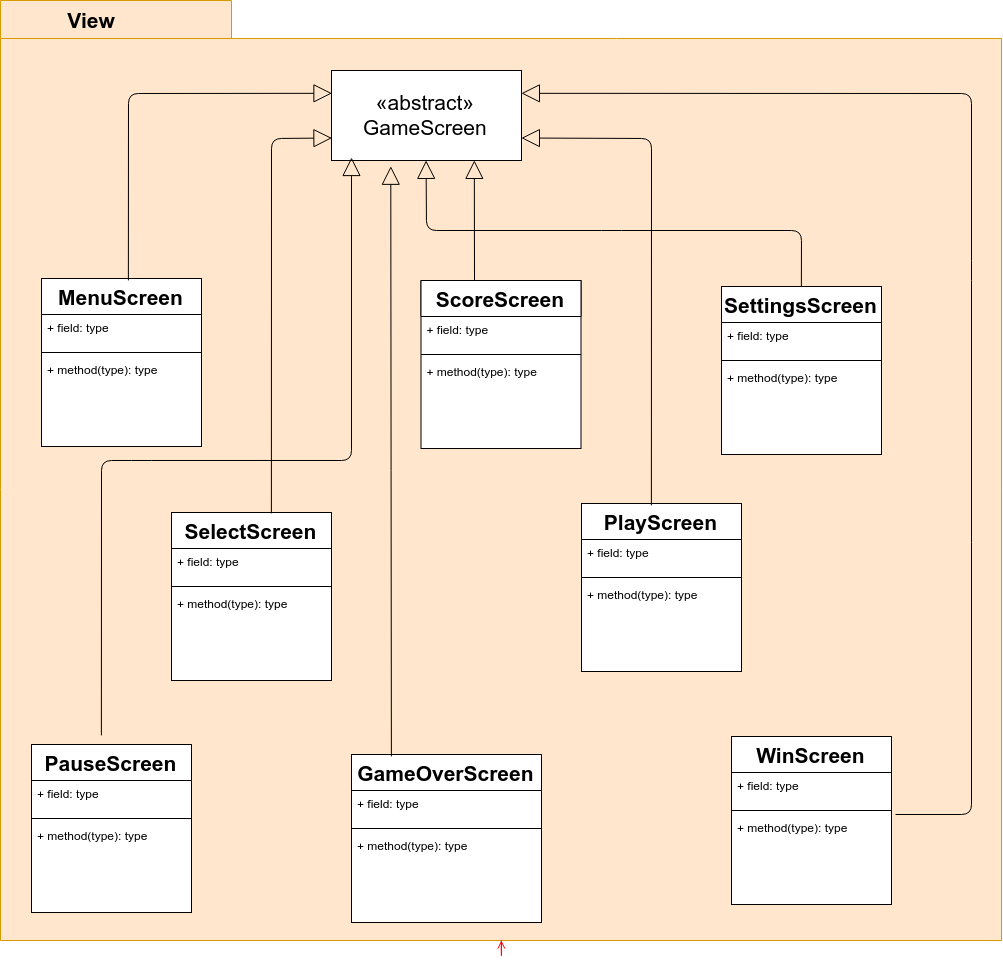 View
«abstract»
GameScreen
MenuScreen
+ field: type
+ method(type): type
ScoreScreen
+ field: type
+ method(type): type
SettingsScreen
+ field: type
+ method(type): type
SelectScreen
+ field: type
+ method(type): type
PlayScreen
+ field: type
+ method(type): type
PauseScreen
+ field: type
+ method(type): type
GameOverScreen
+ field: type
+ method(type): type
WinScreen
+ field: type
+ method(type): type